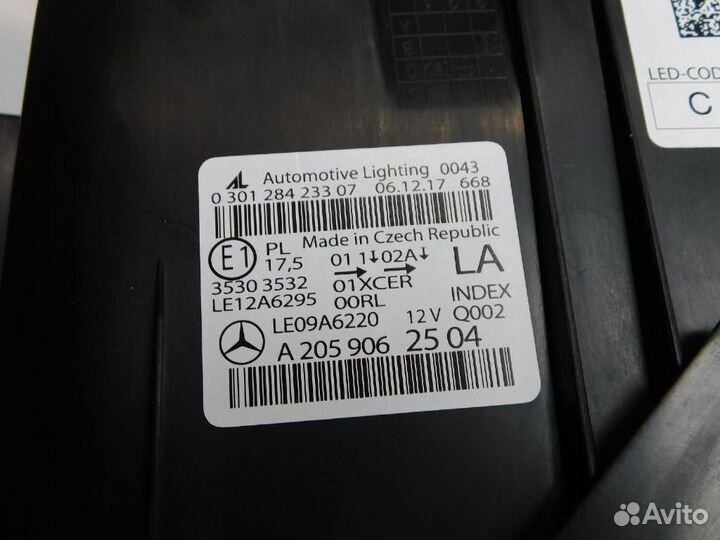 LED-COD
C
AL Automotive Lighting 0043
0 301 284 233 07 06.12.17 668
Made in Czech Republic
E1 PL 17,5 01 1↓02A↓ LA
35303 3532 01XCER
LE12A6295 00RL INDEX
LE09A6220 12 V Q002
A 205 906 25 04
Avito